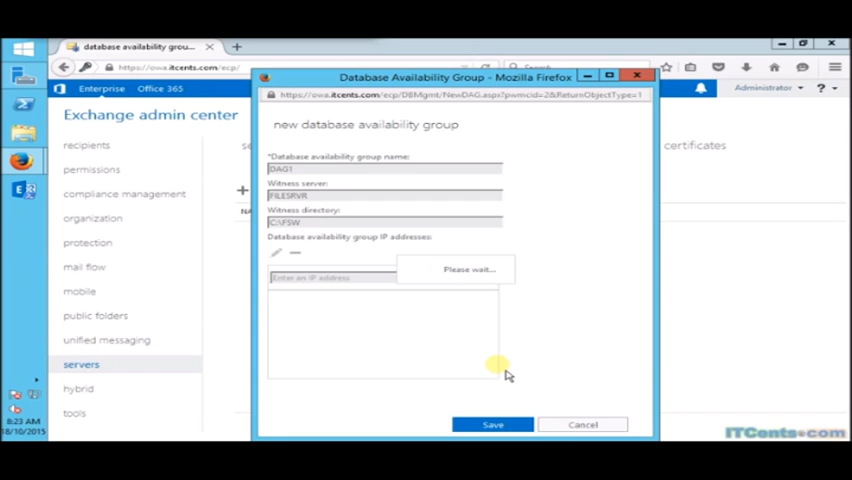 database availability grou...
https://owa.itcents.com/ecp/
Search
Enterprise Office 365
Administrator
?
Exchange admin center
recipients
permissions
compliance management
organization
protection
mail flow
mobile
public folders
unified messaging
servers
hybrid
tools
certificates
Database Availability Group - Mozilla Firefox
https://owa.itcents.com/ecp/DBMgmt/NewDAG.aspx?pwmcid=2&ReturnObjectType=1
new database availability group
*Database availability group name:
DAG1
Witness server:
FILESRVR
Witness directory:
C:\FSW
Database availability group IP addresses:
Enter an IP address
Please wait...
Save
Cancel
8:23 AM
18/10/2015
ITCents.com